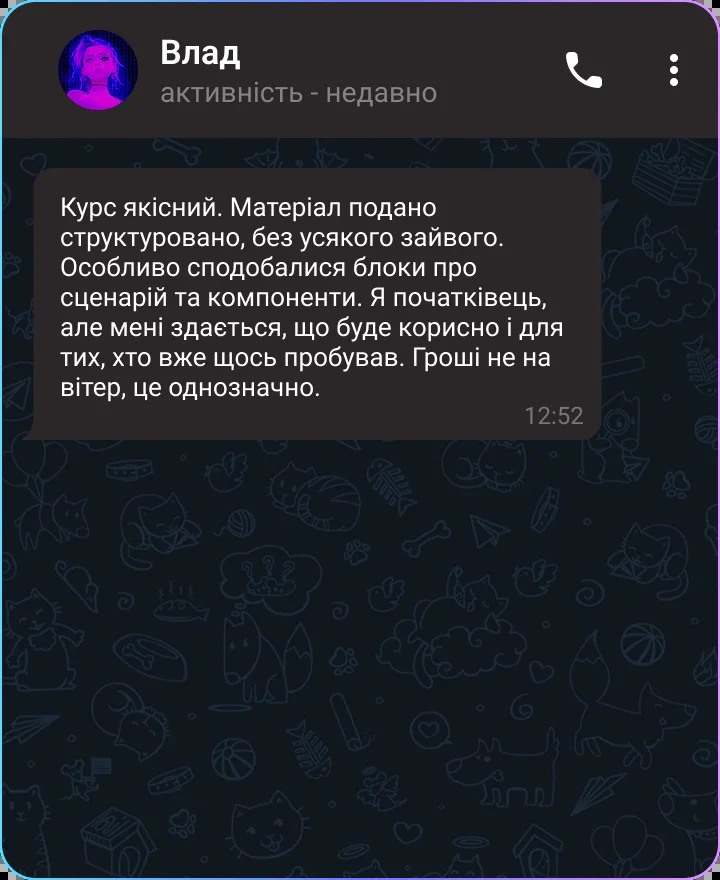 Влад
активність - недавно
Курс якісний. Матеріал подано
структуровано, без усякого зайвого.
Особливо сподобалися блоки про
сценарій та компоненти. Я початківець,
але мені здається, що буде корисно і для
тих, хто вже щось пробував. Гроші не на
вітер, це однозначно.
12:52